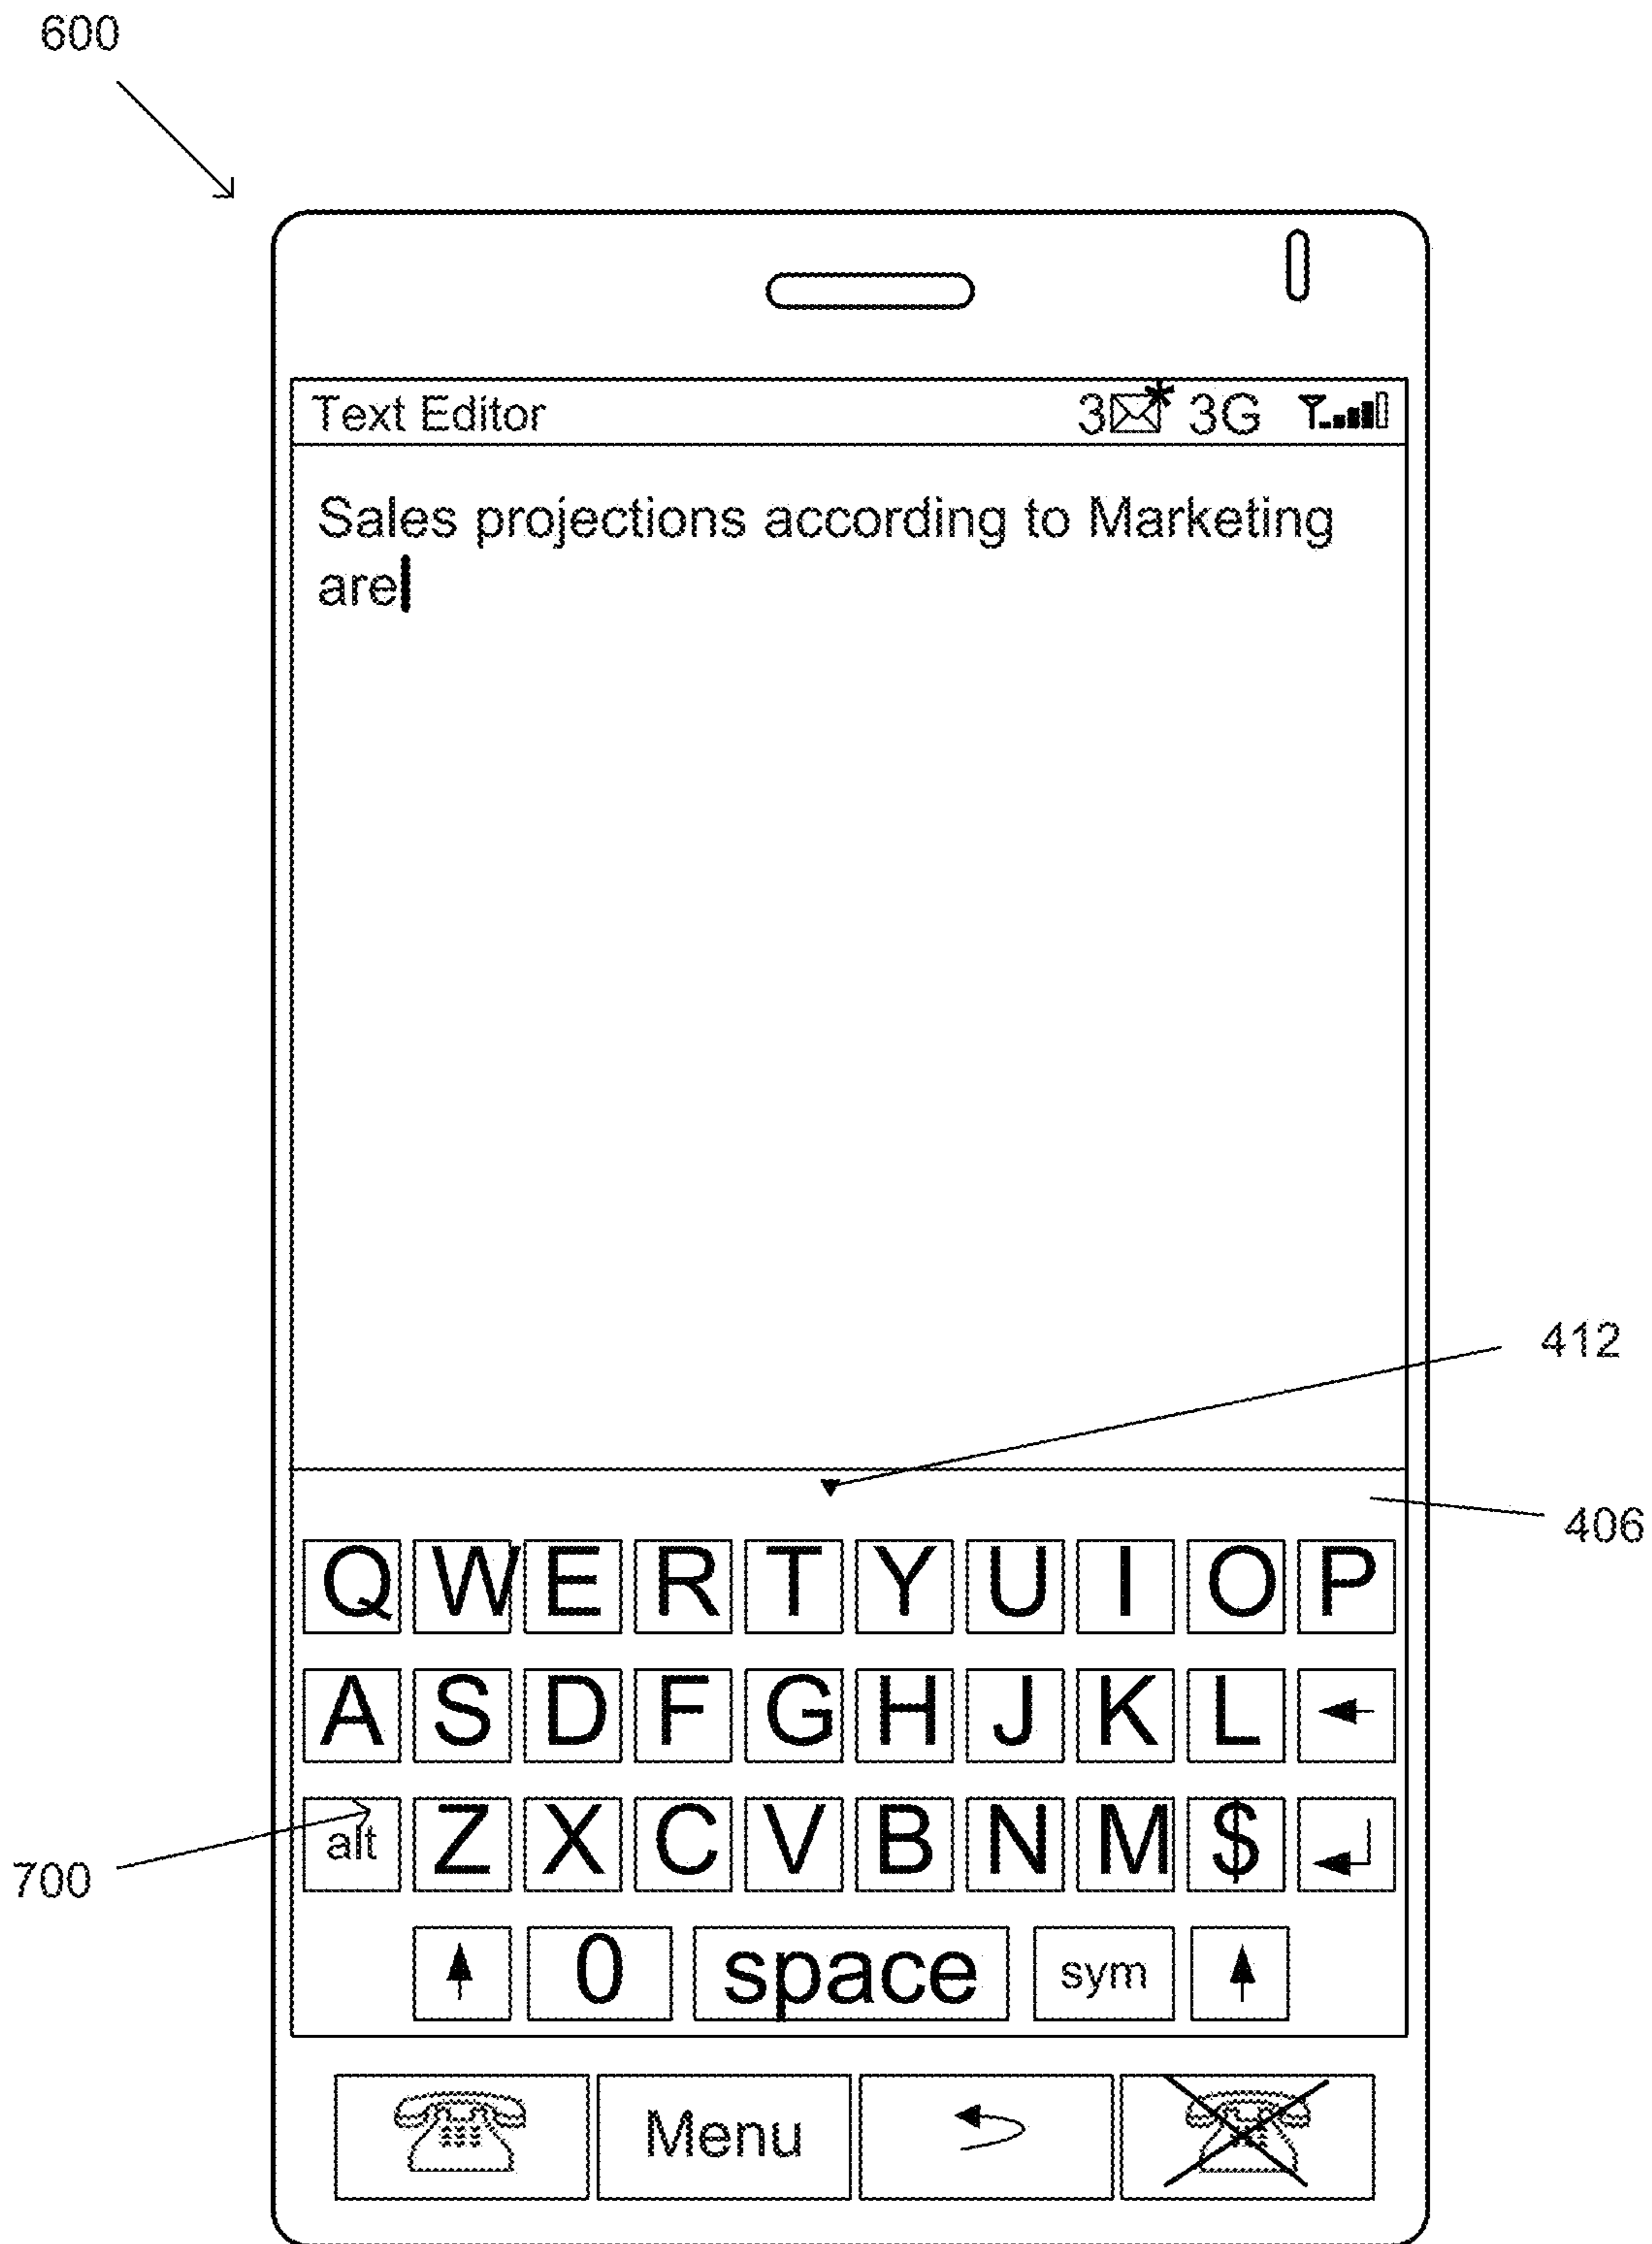 600
Text Editor 3 * 3G
Sales projections according to Marketing
are
412
406
Q W E R T Y U I O P
A S D F G H J K L
alt Z X C V B N M $
700
0 space sym
Menu